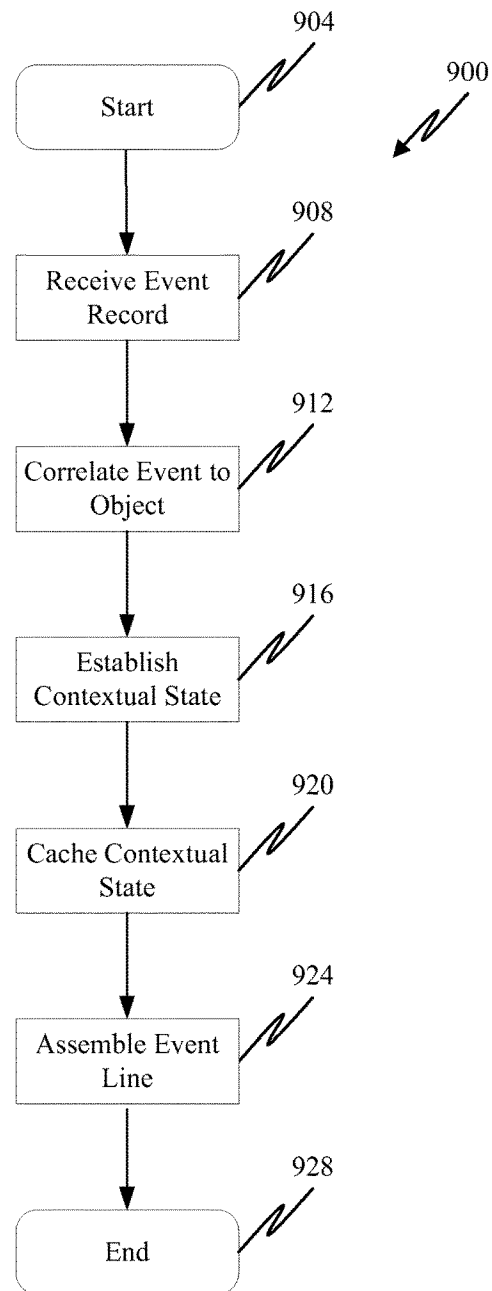 904
Start
900
908
Receive Event
Record
912
Correlate Event to
Object
916
Establish
Contextual State
920
Cache Contextual
State
924
Assemble Event
Line
928
End